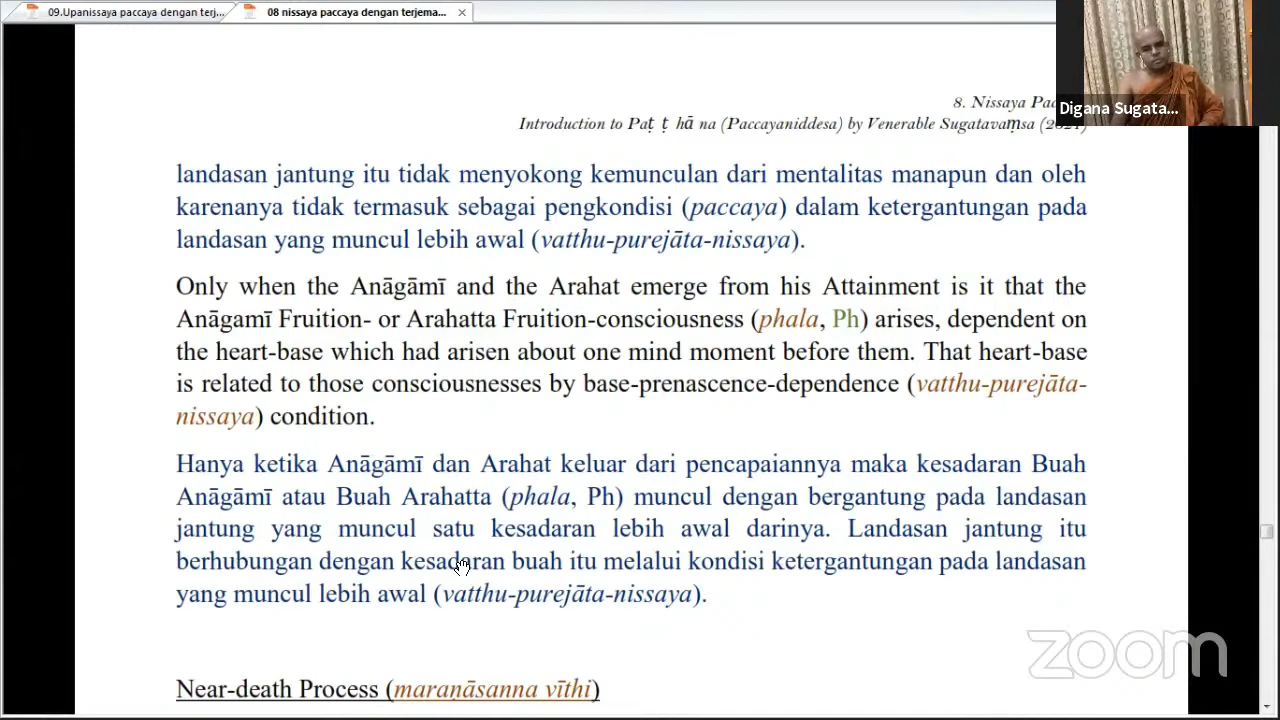 09.Upanissaya paccaya dengan terj...
08 nissaya paccaya dengan terjema...
8. Nissaya Pac
Introduction to Paṭ ṭ hā na (Paccayaniddesa) by Venerable Sugatavaṃsa
Digana Sugata...
landasan jantung itu tidak menyokong kemunculan dari mentalitas manapun dan oleh
karenanya tidak termasuk sebagai pengkondisi (paccaya) dalam ketergantungan pada
landasan yang muncul lebih awal (vatthu-purejāta-nissaya).
Only when the Anāgāmī and the Arahat emerge from his Attainment is it that the
Anāgamī Fruition- or Arahatta Fruition-consciousness (phala, Ph) arises, dependent on
the heart-base which had arisen about one mind moment before them. That heart-base
is related to those consciousnesses by base-prenascence-dependence (vatthu-purejāta-
nissaya) condition.
Hanya ketika Anāgāmī dan Arahat keluar dari pencapaiannya maka kesadaran Buah
Anāgāmī atau Buah Arahatta (phala, Ph) muncul dengan bergantung pada landasan
jantung yang muncul satu kesadaran lebih awal darinya. Landasan jantung itu
berhubungan dengan kesadaran buah itu melalui kondisi ketergantungan pada landasan
yang muncul lebih awal (vatthu-purejāta-nissaya).
zoom
Near-death Process (maraṇāsanna vīthi)